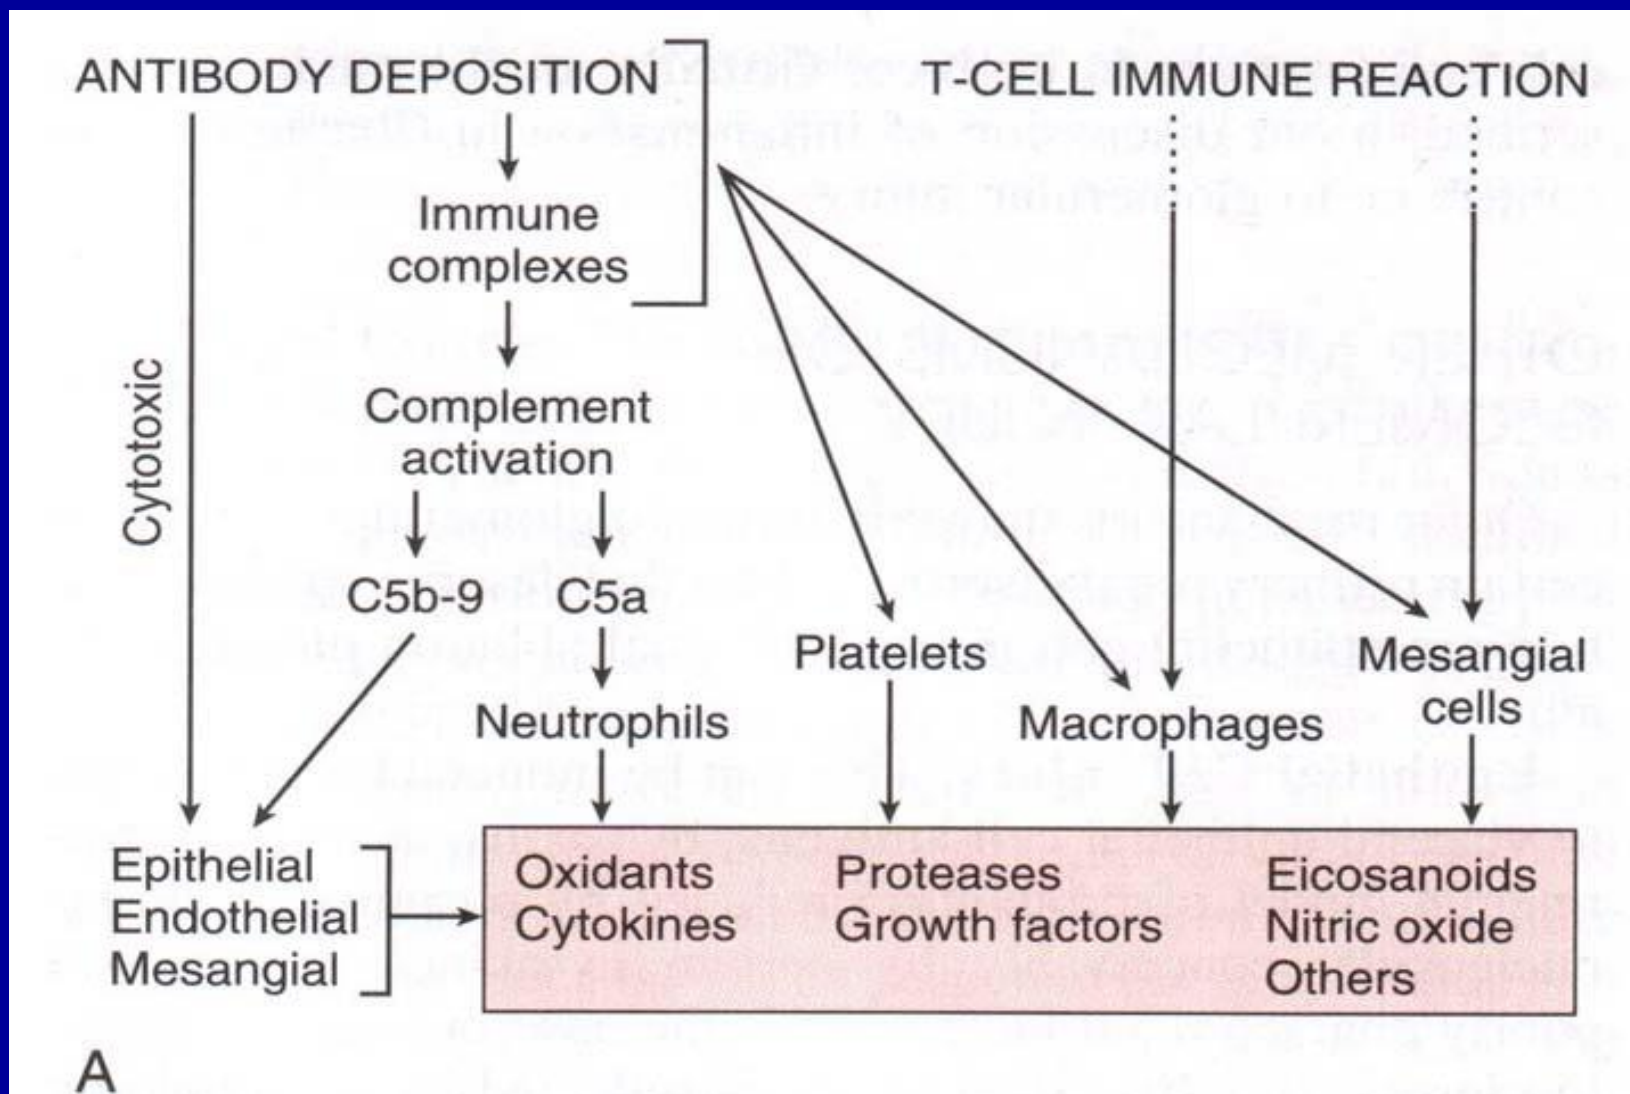 ANTIBODY DEPOSITION
T-CELL IMMUNE REACTION
Immune
complexes
Cytotoxic
Complement
activation
C5b-9
C5a
Neutrophils
Platelets
Macrophages
Mesangial
cells
Epithelial
Endothelial
Mesangial
Oxidants
Cytokines
Proteases
Growth factors
Eicosanoids
Nitric oxide
Others
A